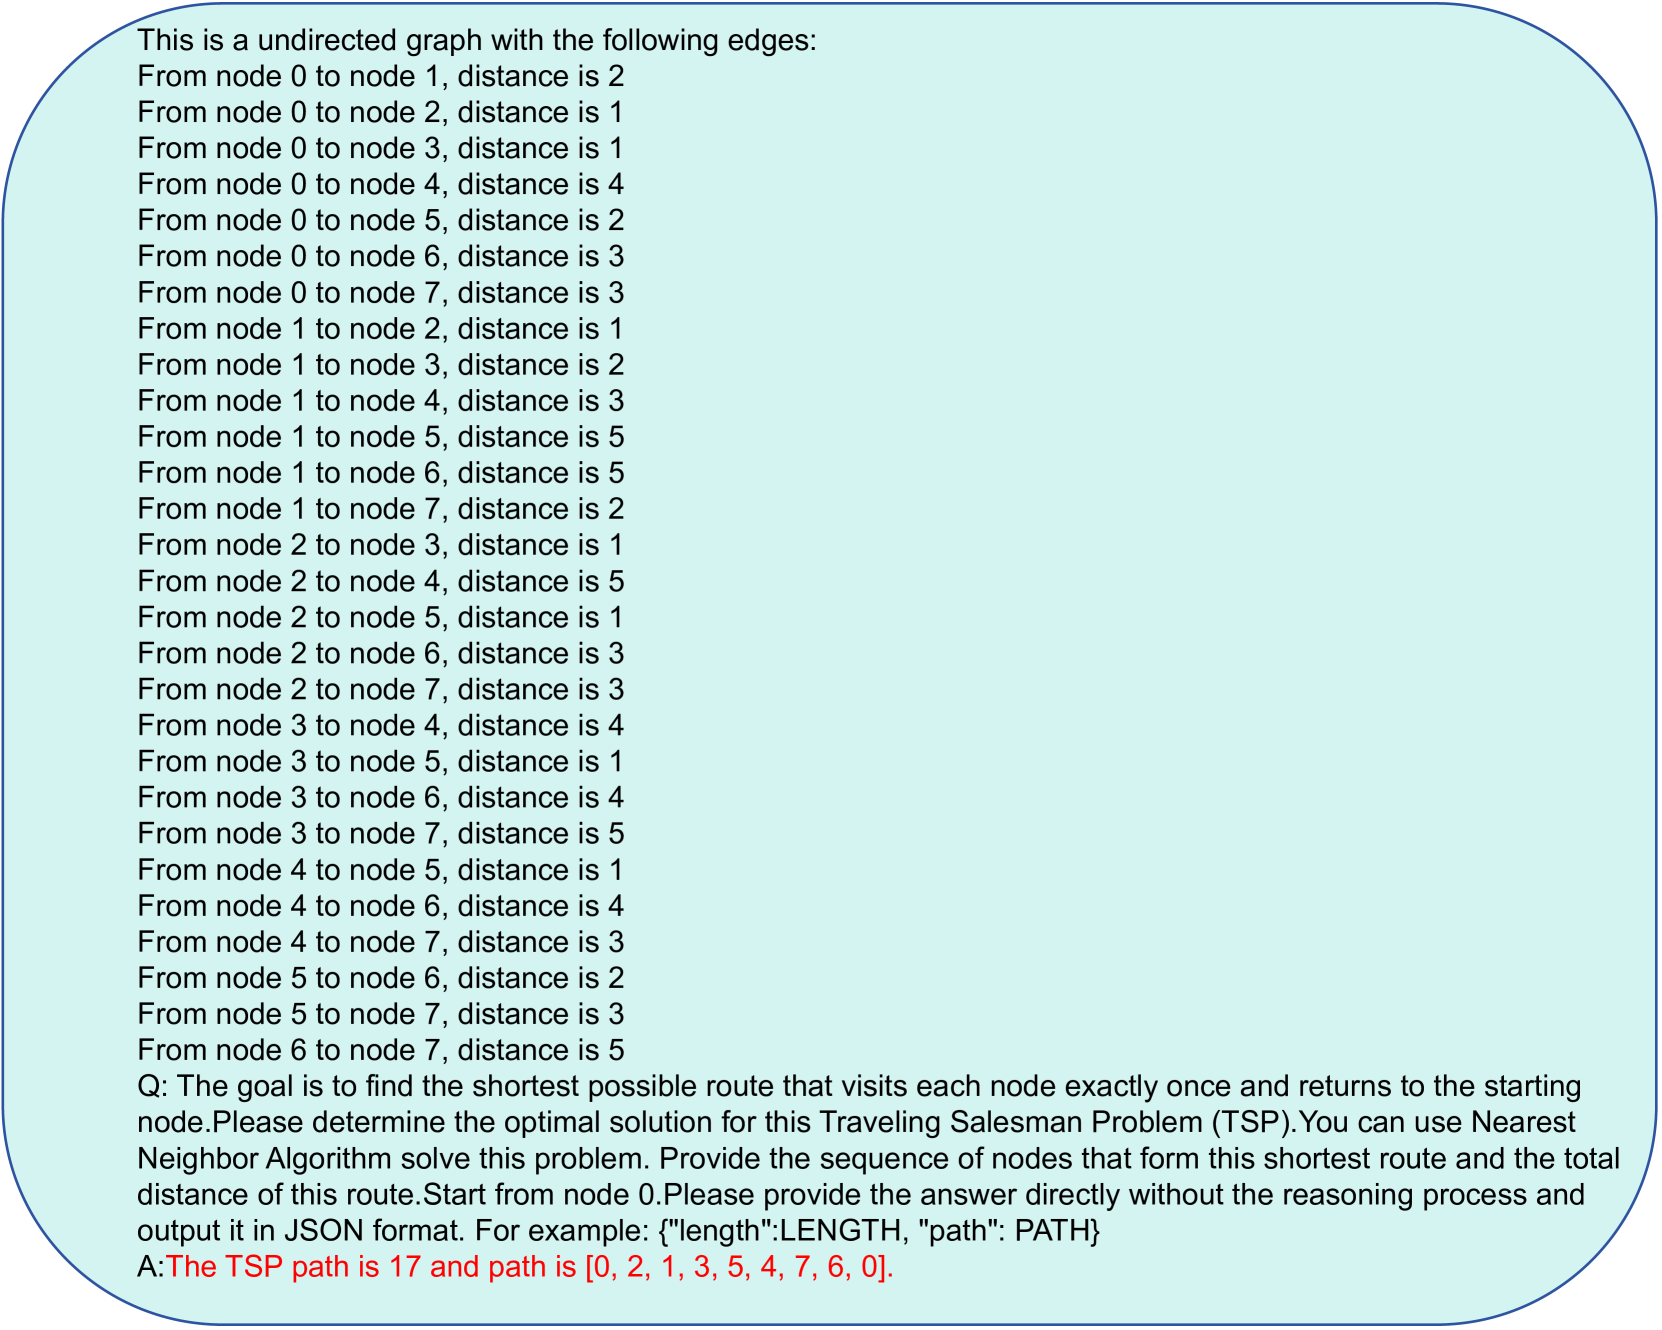 This is a undirected graph with the following edges:
From node 0 to node 1, distance is 2
From node 0 to node 2, distance is 1
From node 0 to node 3, distance is 1
From node 0 to node 4, distance is 4
From node 0 to node 5, distance is 2
From node 0 to node 6, distance is 3
From node 0 to node 7, distance is 3
From node 1 to node 2, distance is 1
From node 1 to node 3, distance is 2
From node 1 to node 4, distance is 3
From node 1 to node 5, distance is 5
From node 1 to node 6, distance is 5
From node 1 to node 7, distance is 2
From node 2 to node 3, distance is 1
From node 2 to node 4, distance is 5
From node 2 to node 5, distance is 1
From node 2 to node 6, distance is 3
From node 2 to node 7, distance is 3
From node 3 to node 4, distance is 4
From node 3 to node 5, distance is 1
From node 3 to node 6, distance is 4
From node 3 to node 7, distance is 5
From node 4 to node 5, distance is 1
From node 4 to node 6, distance is 4
From node 4 to node 7, distance is 3
From node 5 to node 6, distance is 2
From node 5 to node 7, distance is 3
From node 6 to node 7, distance is 5
Q: The goal is to find the shortest possible route that visits each node exactly once and returns to the starting
node.Please determine the optimal solution for this Traveling Salesman Problem (TSP).You can use Nearest
Neighbor Algorithm solve this problem. Provide the sequence of nodes that form this shortest route and the total
distance of this route.Start from node 0.Please provide the answer directly without the reasoning process and
output it in JSON format. For example: {"length":LENGTH, "path": PATH}
A:The TSP path is 17 and path is [0, 2, 1, 3, 5, 4, 7, 6, 0].